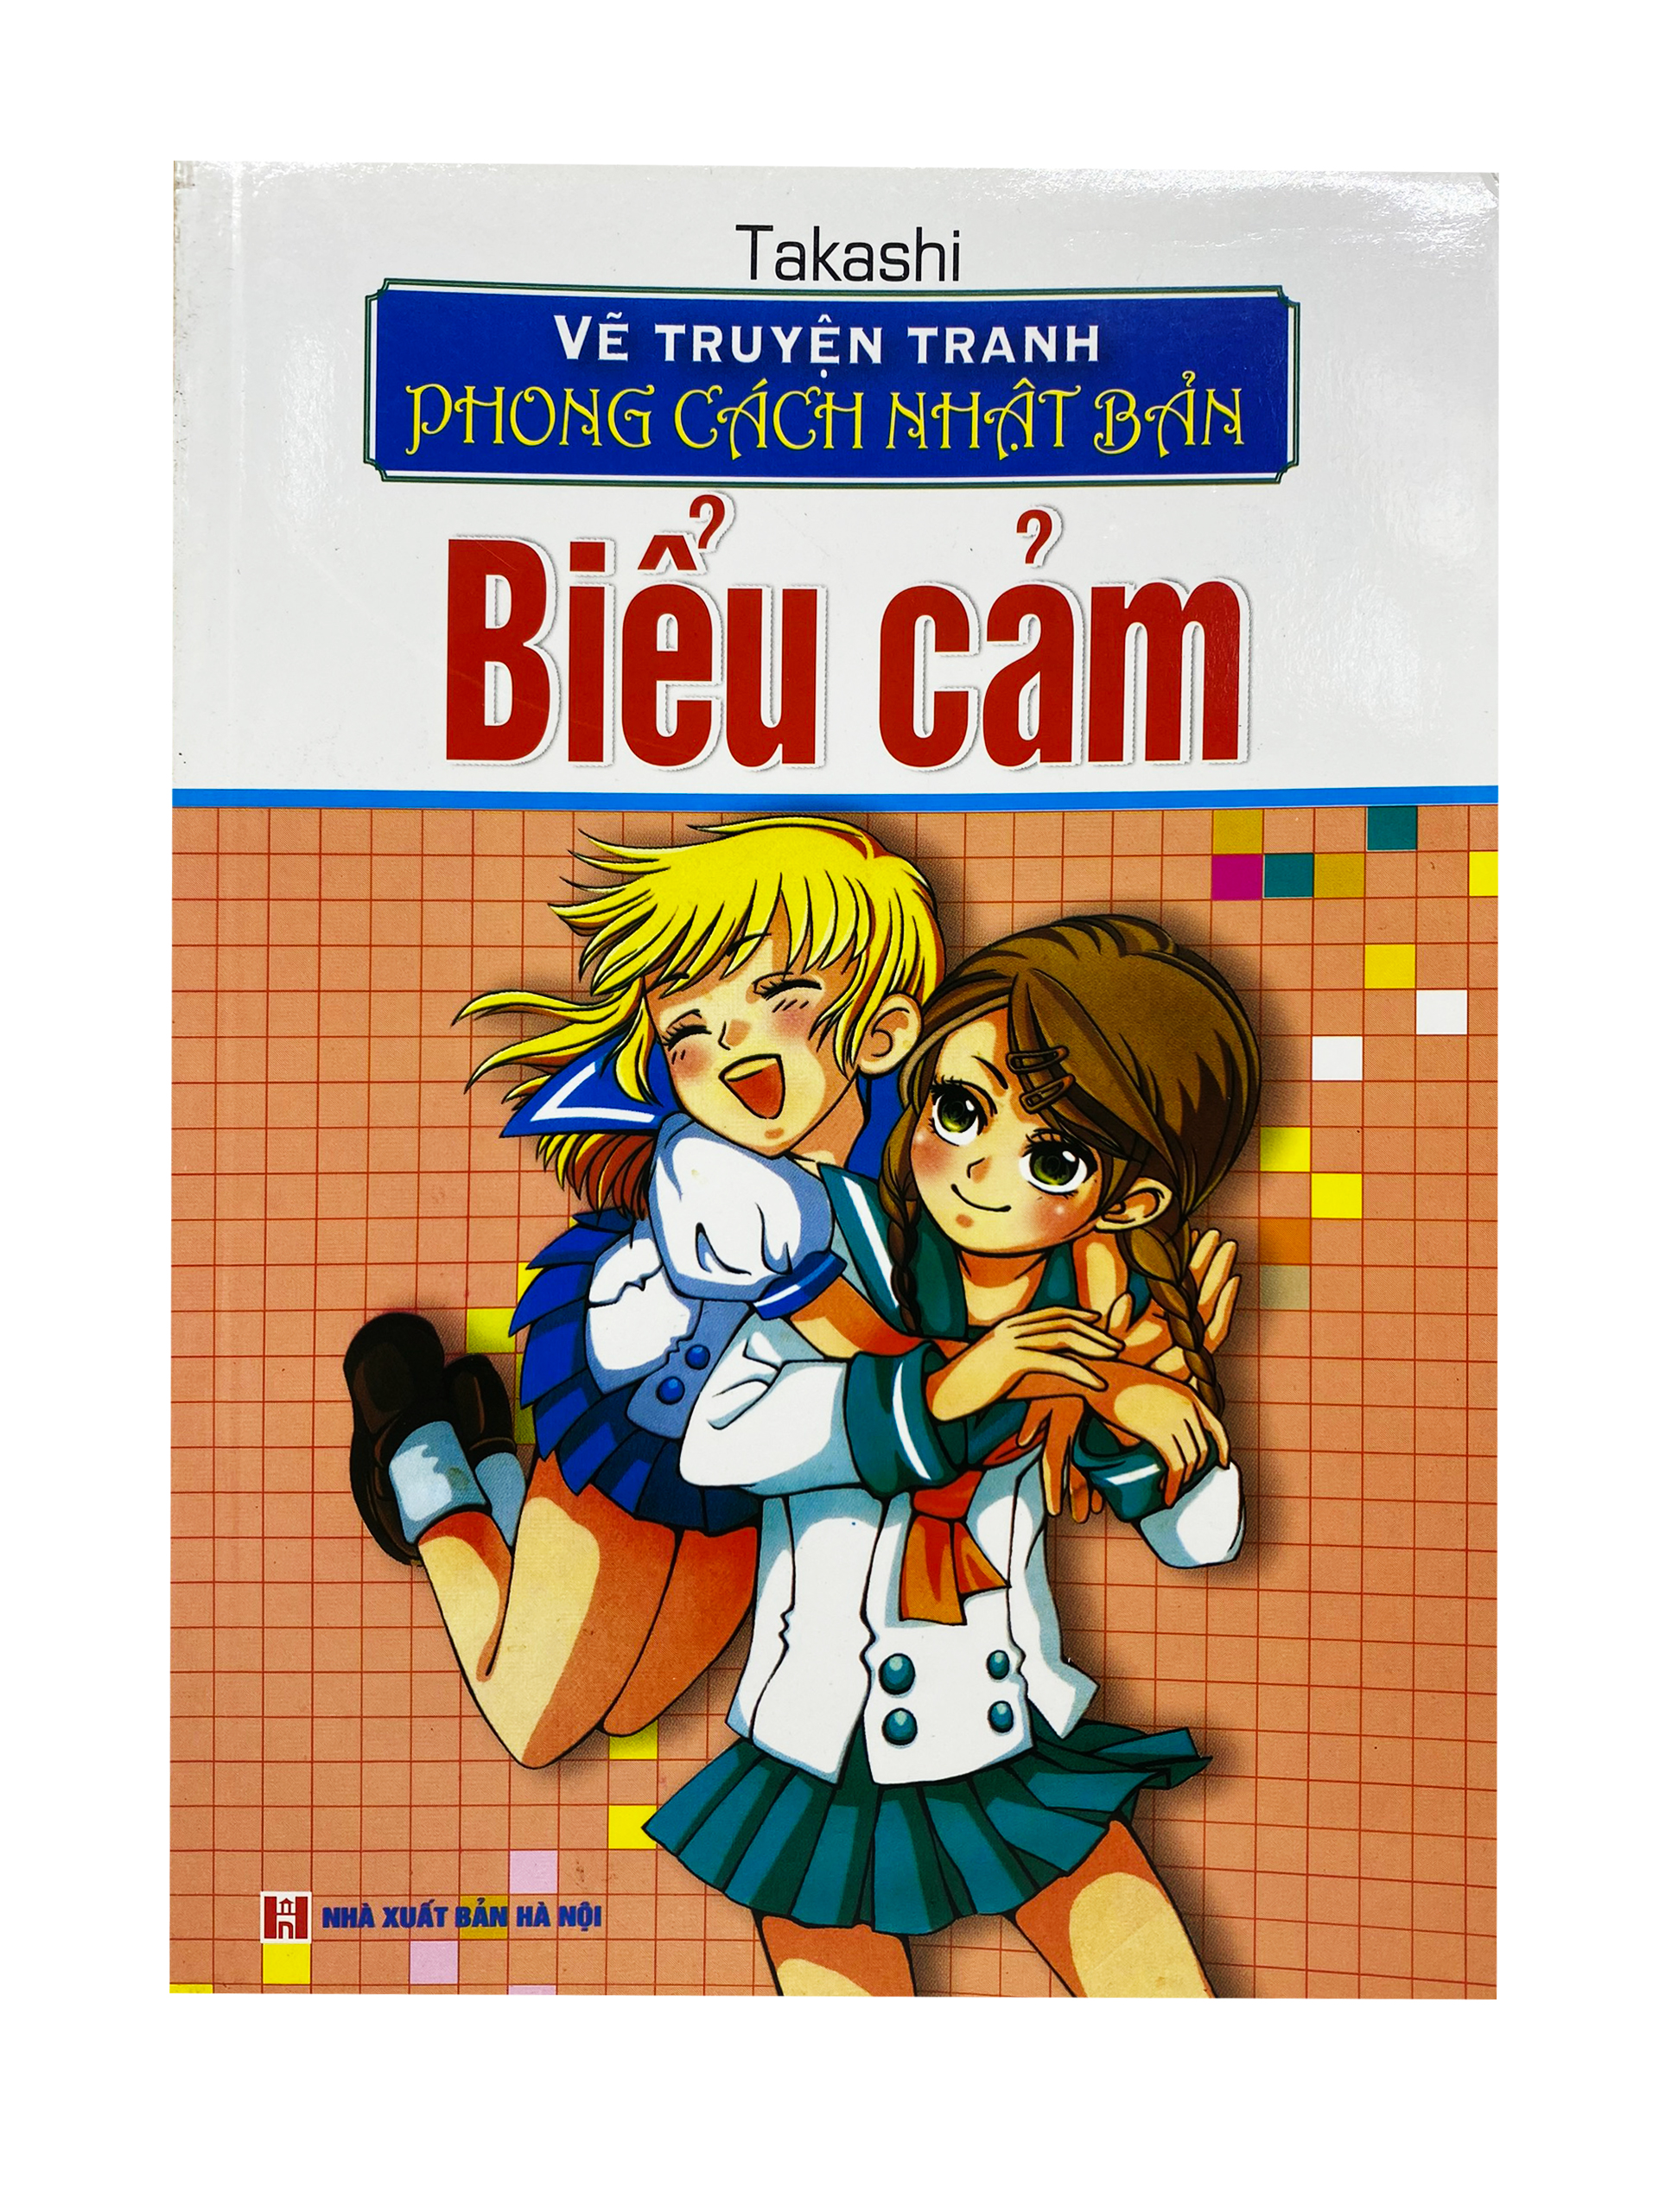 Takashi
VẼ TRUYỆN TRANH
PHONG CÁCH NHẬT BẢN
Biểu cảm
NHÀ XUẤT BẢN HÀ NỘI